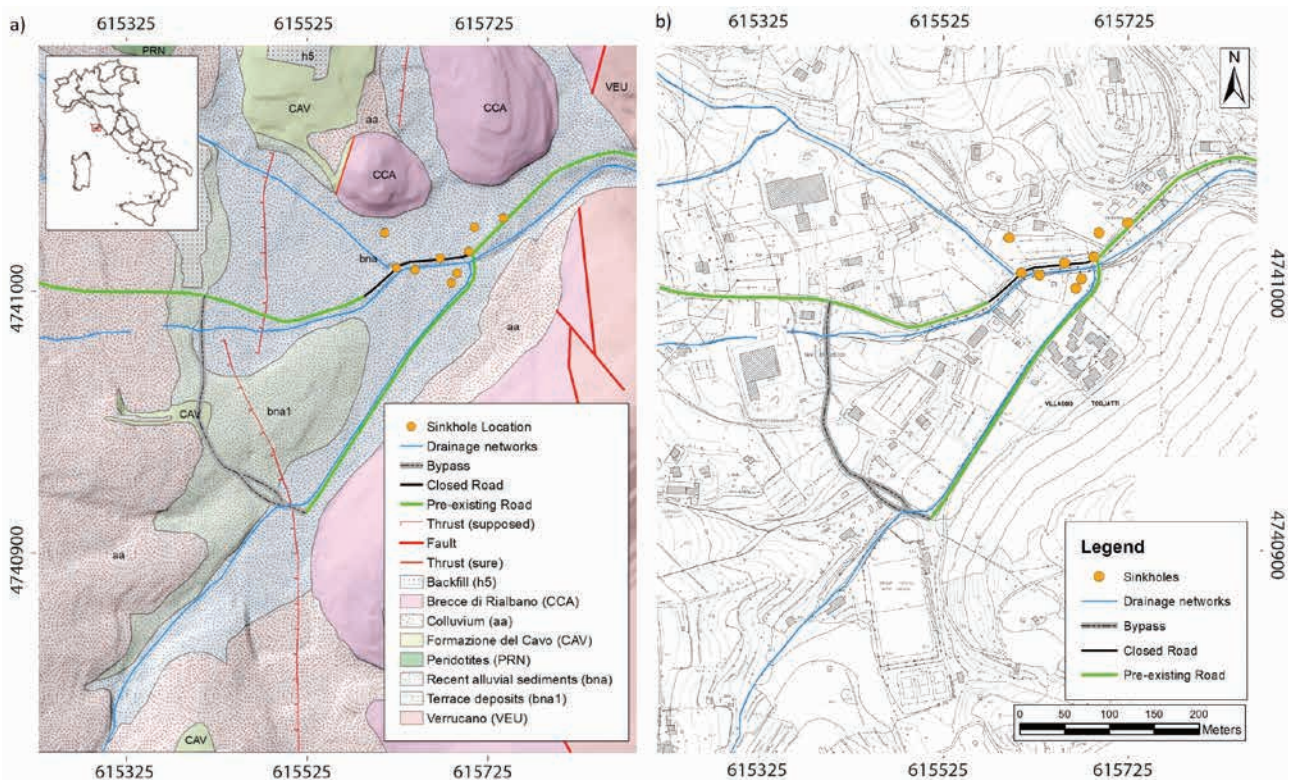 a)
615325
615525
615725
PRN
h5
CAV
aa
CCA
VEU
CCA
bna
4741000
aa
CAV
bna1
4740900
aa
CAV
Sinkhole Location
Drainage networks
Bypass
Closed Road
Pre-existing Road
Thrust (supposed)
Fault
Thrust (sure)
Backfill (h5)
Brecce di Rialbano (CCA)
Colluvium (aa)
Formazione del Cavo (CAV)
Peridotites (PRN)
Recent alluvial sediments (bna)
Terrace deposits (bna1)
Verrucano (VEU)
615325
615525
615725
b)
615325
615525
615725
N
4741000
VILLAGGIO TOGLIATTI
4740900
Legend
Sinkholes
Drainage networks
Bypass
Closed Road
Pre-existing Road
0 50 100 150 200
Meters
615325
615525
615725